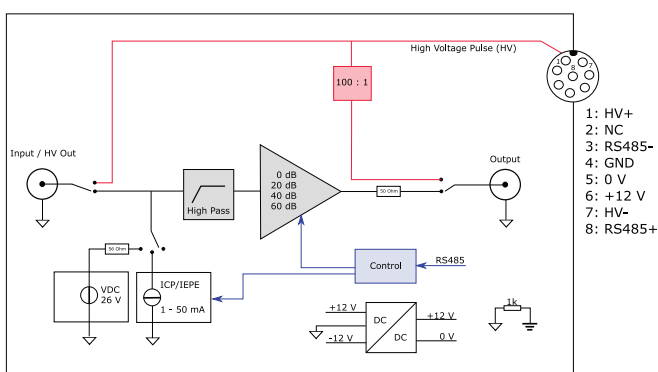 High Voltage Pulse (HV)
1
7
8
100 : 1
1: HV+
2: NC
3: RS485-
4: GND
5: 0 V
6: +12 V
7: HV-
8: RS485+
Input / HV Out
Output
0 dB
20 dB
40 dB
60 dB
50 Ohm
High Pass
56 Ohm
Control
RS485
VDC
26 V
ICP/IEPE
1 - 50 mA
+12 V
-12 V
DC
DC
+12 V
0 V
1k